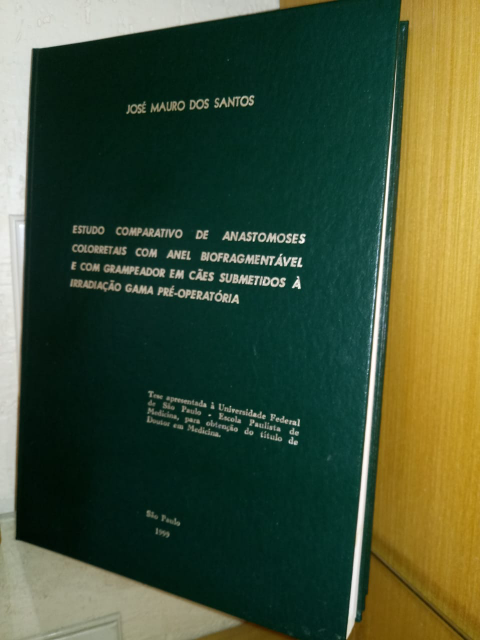 JOSÉ MAURO DOS SANTOS
ESTUDO COMPARATIVO DE ANASTOMOSES
COLORRETAIS COM ANEL BIOFRAGMENTÁVEL
E COM GRAMPEADOR EM CÃES SUBMETIDOS À
IRRADIAÇÃO GAMA PRÉ-OPERATÓRIA
Tese apresentada à Universidade Federal
de São Paulo - Escola Paulista de
Medicina, para obtenção do título de
Doutor em Medicina.
São Paulo
1999